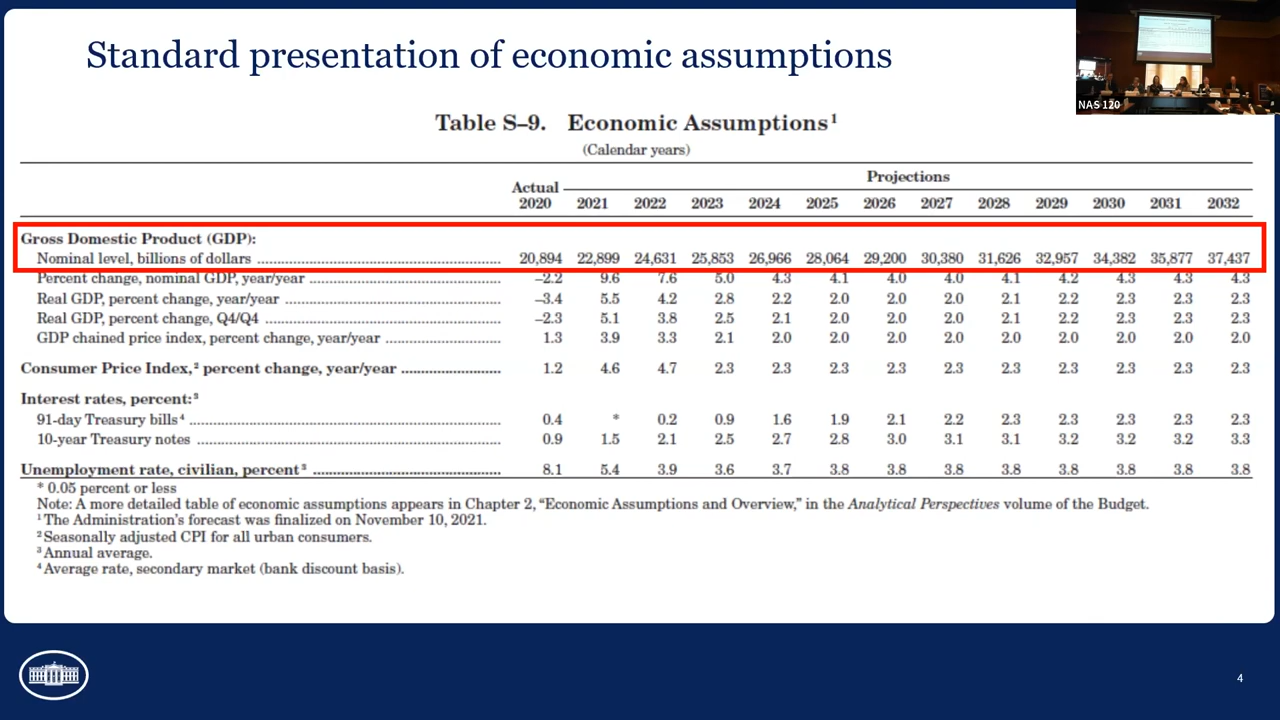 Standard presentation of economic assumptions
NAS 120
Table S–9. Economic Assumptions¹
(Calendar years)
Projections
Actual
2020 2021 2022 2023 2024 2025 2026 2027 2028 2029 2030 2031 2032
Gross Domestic Product (GDP):
Nominal level, billions of dollars 20,894 22,899 24,631 25,853 26,966 28,064 29,200 30,380 31,626 32,957 34,382 35,877 37,437
Percent change, nominal GDP, year/year –2.2 9.6 7.6 5.0 4.3 4.1 4.0 4.0 4.1 4.2 4.3 4.3 4.3
Real GDP, percent change, year/year –3.4 5.5 4.2 2.8 2.2 2.0 2.0 2.0 2.1 2.2 2.3 2.3 2.3
Real GDP, percent change, Q4/Q4 –2.3 5.1 3.8 2.5 2.1 2.0 2.0 2.0 2.1 2.2 2.3 2.3 2.3
GDP chained price index, percent change, year/year 1.3 3.9 3.3 2.1 2.0 2.0 2.0 2.0 2.0 2.0 2.0 2.0 2.0
Consumer Price Index,² percent change, year/year 1.2 4.6 4.7 2.3 2.3 2.3 2.3 2.3 2.3 2.3 2.3 2.3 2.3
Interest rates, percent:³
91-day Treasury bills⁴ 0.4 * 0.2 0.9 1.6 1.9 2.1 2.2 2.3 2.3 2.3 2.3 2.3
10-year Treasury notes 0.9 1.5 2.1 2.5 2.7 2.8 3.0 3.1 3.1 3.2 3.2 3.2 3.3
Unemployment rate, civilian, percent³ 8.1 5.4 3.9 3.6 3.7 3.8 3.8 3.8 3.8 3.8 3.8 3.8 3.8
* 0.05 percent or less
Note: A more detailed table of economic assumptions appears in Chapter 2, “Economic Assumptions and Overview,” in the Analytical Perspectives volume of the Budget.
¹ The Administration’s forecast was finalized on November 10, 2021.
² Seasonally adjusted CPI for all urban consumers.
³ Annual average.
⁴ Average rate, secondary market (bank discount basis).
4